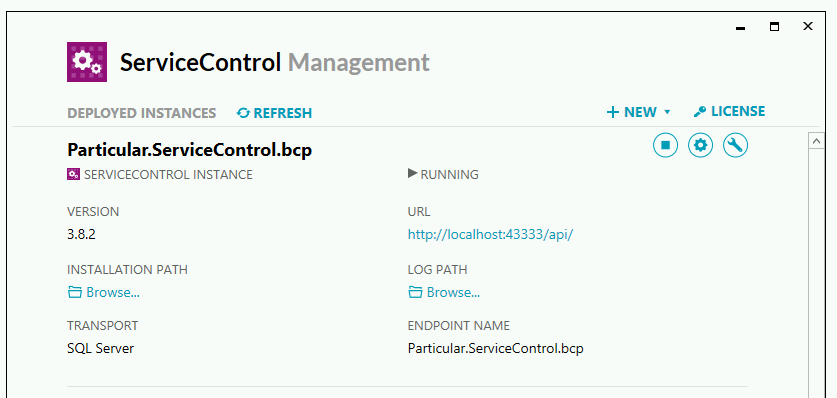 ServiceControl Management
DEPLOYED INSTANCES REFRESH NEW LICENSE
Particular.ServiceControl.bcp
SERVICECONTROL INSTANCE RUNNING
VERSION URL
3.8.2 http://localhost:43333/api/
INSTALLATION PATH LOG PATH
Browse... Browse...
TRANSPORT ENDPOINT NAME
SQL Server Particular.ServiceControl.bcp